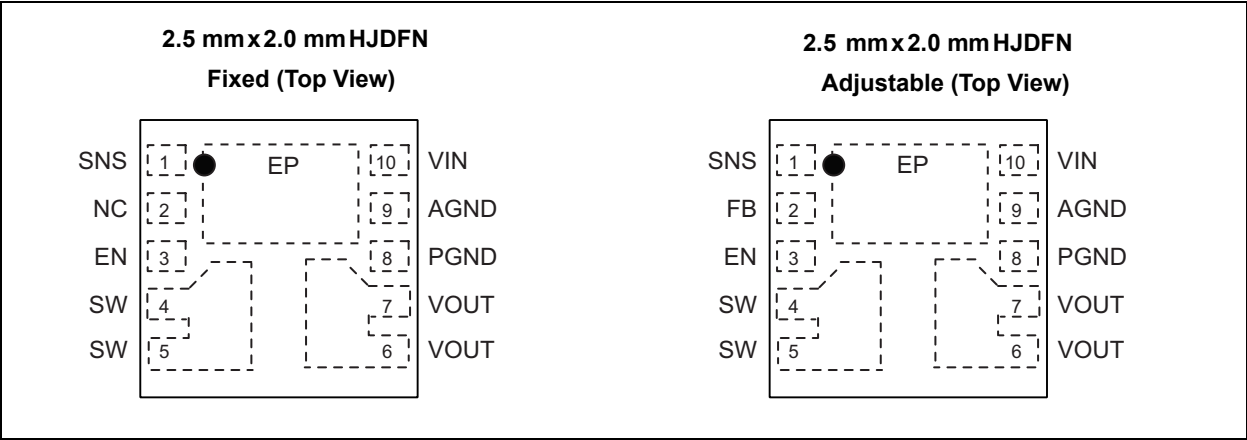 2.5 mm x 2.0 mm HJDFN
Fixed (Top View)
SNS 1 EP 10 VIN
NC 2 9 AGND
EN 3 8 PGND
SW 4 7 VOUT
SW 5 6 VOUT
2.5 mm x 2.0 mm HJDFN
Adjustable (Top View)
SNS 1 EP 10 VIN
FB 2 9 AGND
EN 3 8 PGND
SW 4 7 VOUT
SW 5 6 VOUT